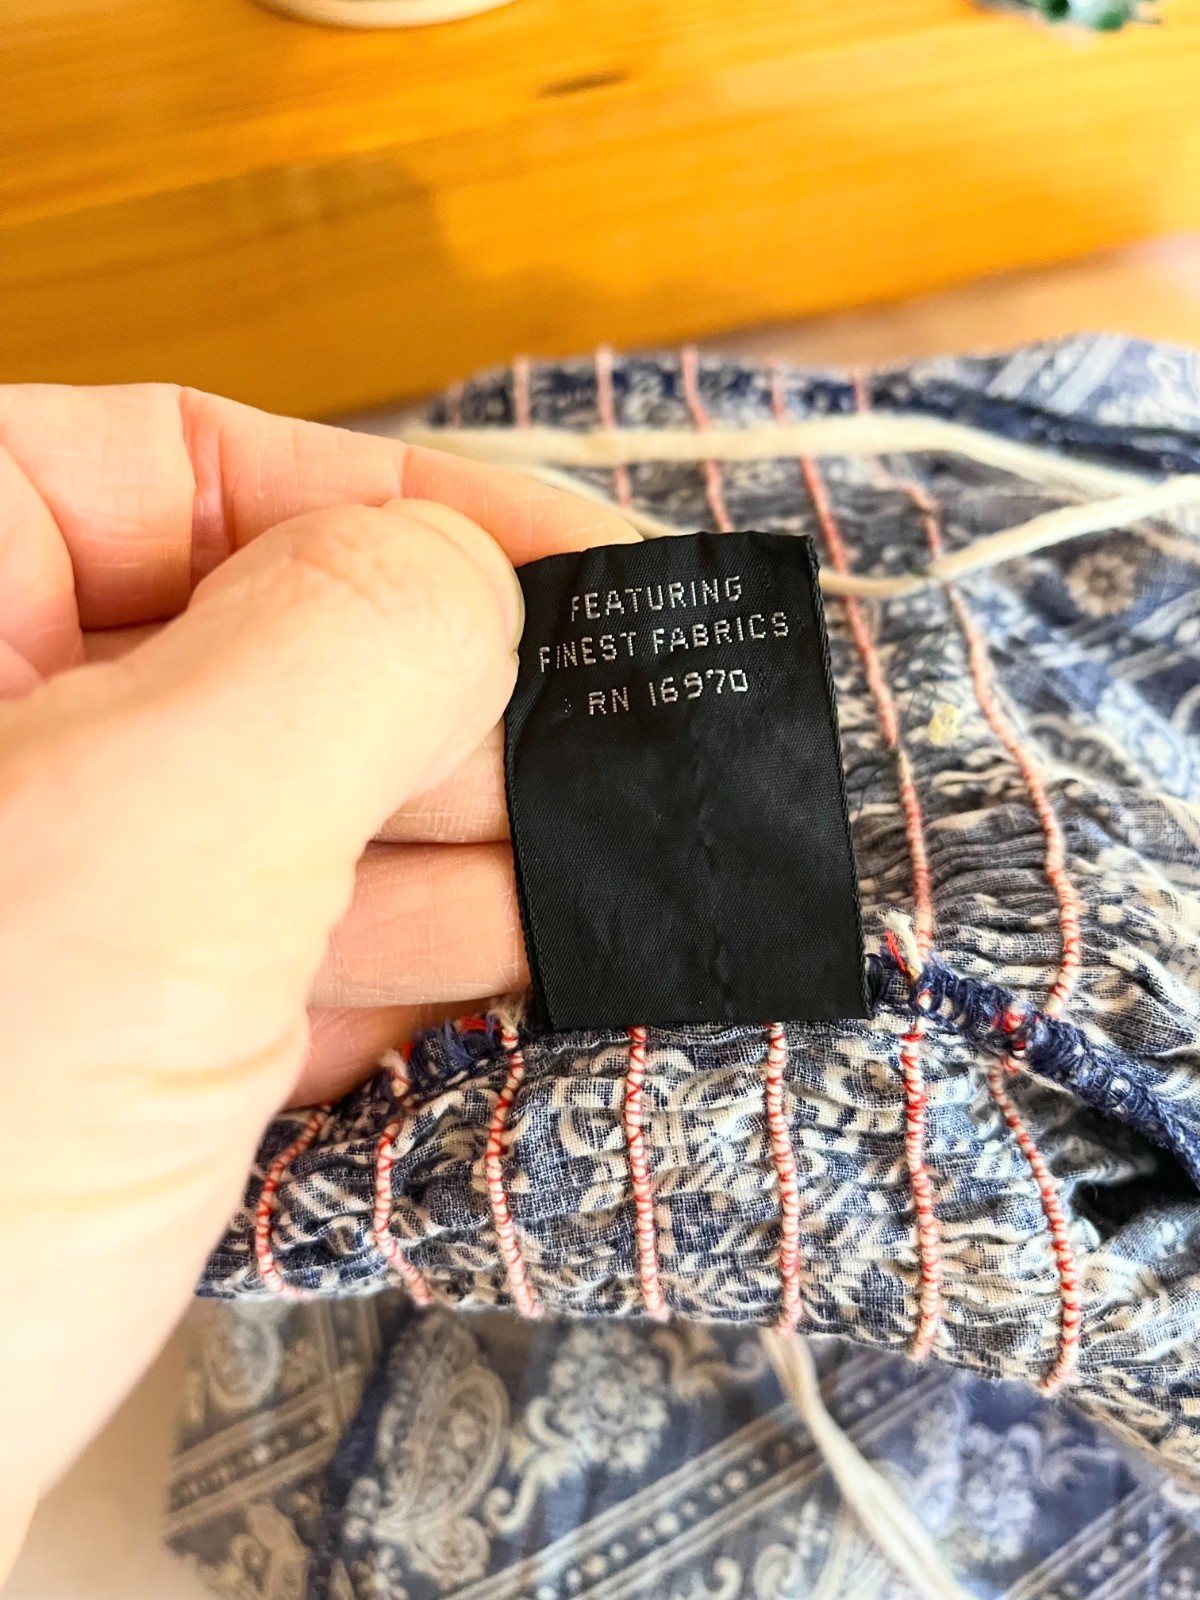 FEATURING
FINEST FABRICS
RN 16970